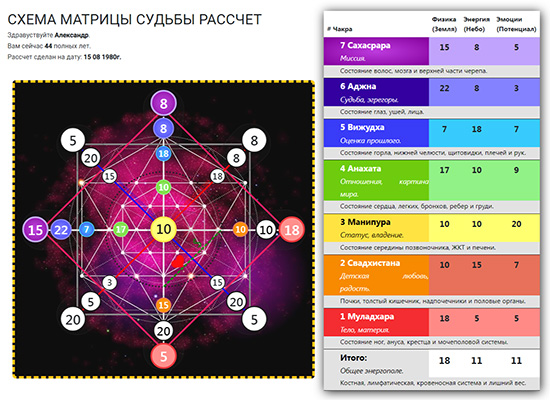 СХЕМА МАТРИЦЫ СУДЬБЫ РАССЧЕТ
Здравствуйте Александр.
Вам сейчас 44 полных лет.
Рассчет сделан на дату: 15 08 1980г.
8
8
5 8
20 18 8
15 18
10
15 22 7 17 10 10 10 18
3 15
20 15 20
5 20 20
5
# Чакра Физика (Земля) Энергия (Небо) Эмоции (Потенциал)
7 Сахасрара 15 8 5
Миссия.
Состояние волос, мозга и верхней части черепа.
6 Аджна 22 8 3
Судьба, эгрегоры.
Состояние глаз, ушей, лица.
5 Вижудха 7 18 7
Оценка прошлого.
Состояние горла, нижней челюсти, щитовидки, плечей и рук.
4 Анахата 17 10 9
Отношения, картина
мира.
Состояние сердца, легких, бронхов, ребер и груди.
3 Манипура 10 10 20
Статус, владение.
Состояние середины позвоночника, ЖКТ и печени.
2 Свадхистана 10 15 7
Детская любовь,
радость.
Почки, толстый кишечник, надпочечники и половые органы.
1 Муладхара 18 5 5
Тело, материя.
Состояние ног, ануса, крестца и мочеполовой системы.
Итого: 18 11 11
Общее энергополе.
Костная, лимфатическая, кровеносная система и лишний вес.